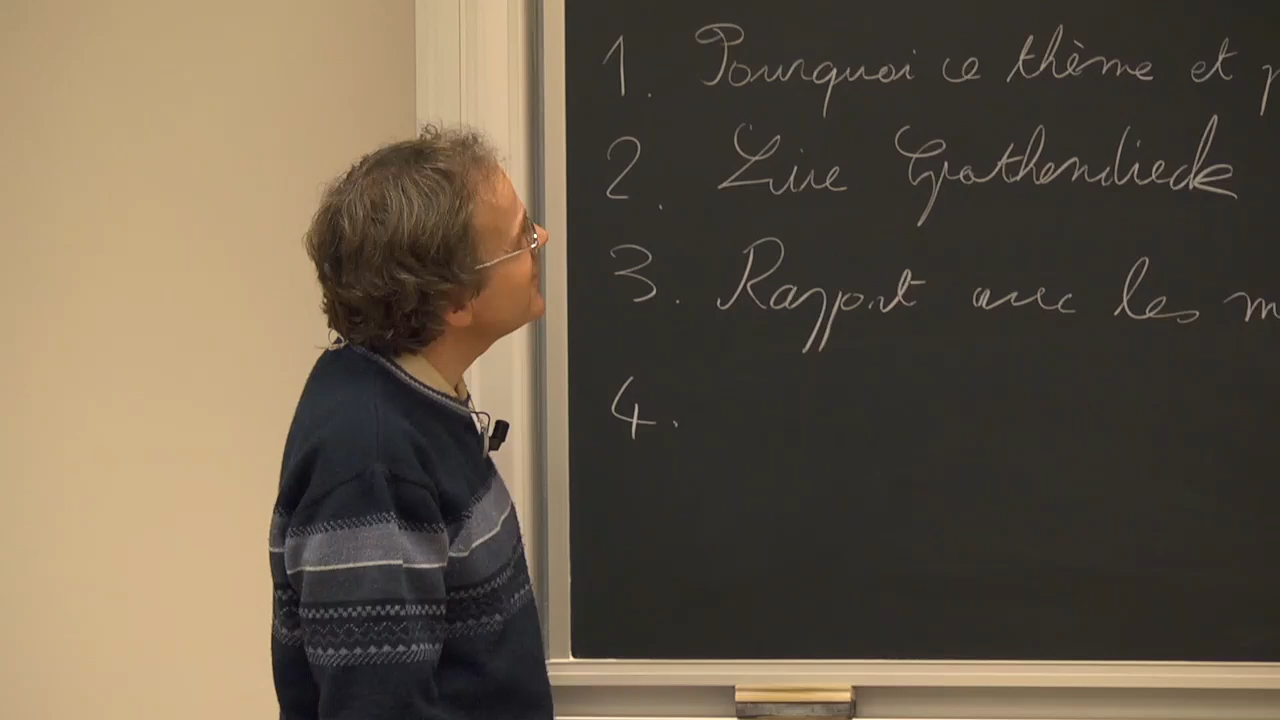 1. Pourquoi ce thème et p
2. Lire Grothendieck
3. Rapport avec les m
4.